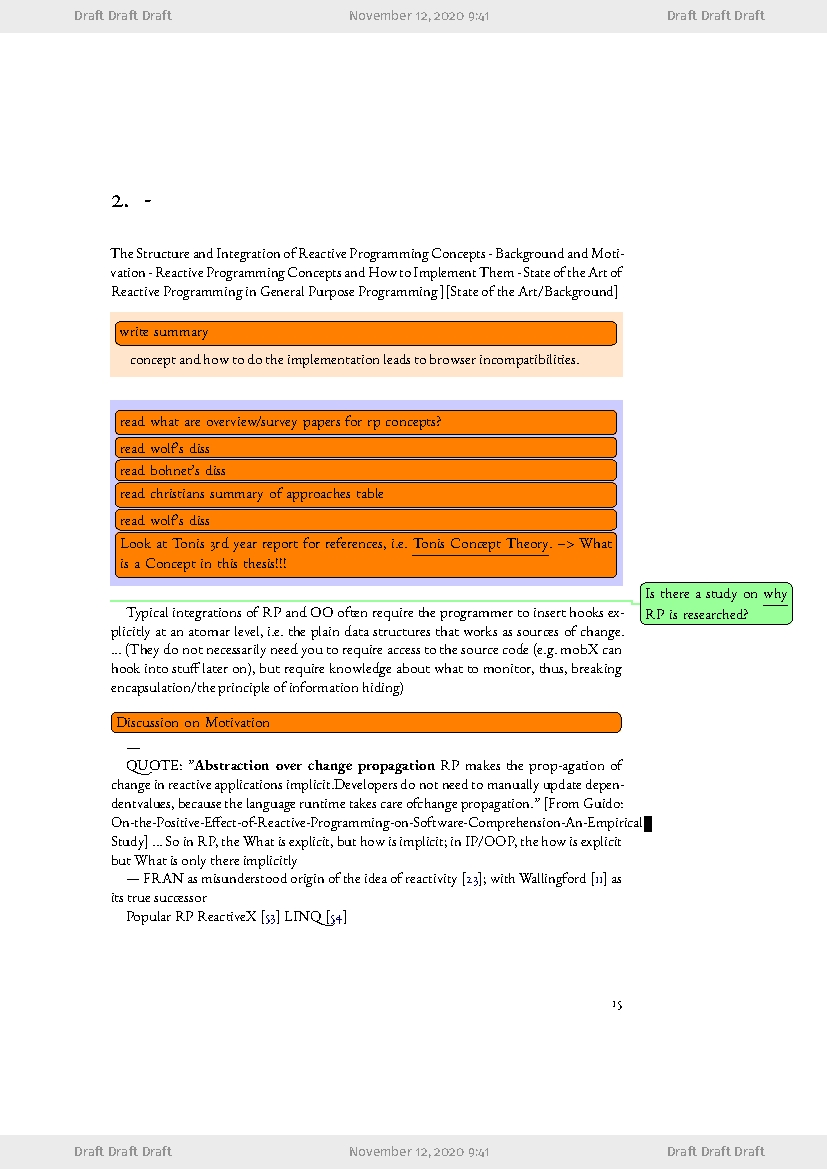 Draft Draft Draft November 12, 2020 9:41 Draft Draft Draft
2. -
The Structure and Integration of Reactive Programming Concepts - Background and Moti-
vation - Reactive Programming Concepts and How to Implement Them - State of the Art of
Reactive Programming in General Purpose Programming][State of the Art/Background]
write summary
concept and how to do the implementation leads to browser incompatibilities.
read what are overview/survey papers for rp concepts?
read wolf's diss
read bohnet's diss
read christians summary of approaches table
read wolf's diss
Look at Tonis 3rd year report for references, i.e. Tonis Concept Theory. –> What
is a Concept in this thesis!!!
Is there a study on why
RP is researched?
Typical integrations of RP and OO often require the programmer to insert hooks ex-
plicitly at an atomar level, i.e. the plain data structures that works as sources of change.
... (They do not necessarily need you to require access to the source code (e.g. mobX can
hook into stuff later on), but require knowledge about what to monitor, thus, breaking
encapsulation/the principle of information hiding)
Discussion on Motivation
—
QUOTE: ”Abstraction over change propagation RP makes the prop-agation of
change in reactive applications implicit.Developers do not need to manually update depen-
dentvalues, because the language runtime takes care ofchange propagation.” [From Guido:
On-the-Positive-Effect-of-Reactive-Programming-on-Software-Comprehension-An-Empirical
Study] ... So in RP, the What is explicit, but how is implicit; in IP/OOP, the how is explicit
but What is only there implicitly
— FRAN as misunderstood origin of the idea of reactivity [23]; with Wallingford [11] as
its true successor
Popular RP ReactiveX [53] LINQ [54]
15
Draft Draft Draft November 12, 2020 9:41 Draft Draft Draft